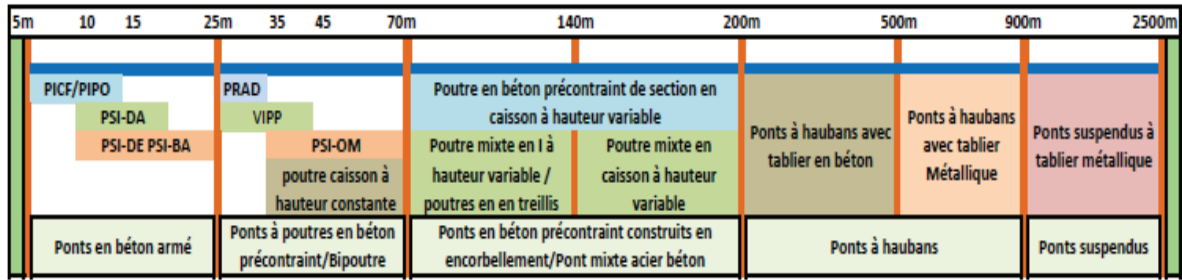 5m 10 15 25m 35 45 70m 140m 200m 500m 900m 2500m
PICF/PIPO
PSI-DA
PSI-DE PSI-BA
PRAD
VIPP
PSI-OM
poutre caisson à
hauteur constante
Poutre en béton précontraint de section en
caisson à hauteur variable
Poutre mixte en I à
hauteur variable /
poutres en en treillis
Poutre mixte en
caisson à hauteur
variable
Ponts à haubans avec
tablier en béton
Ponts à haubans
avec tablier
Métallique
Ponts suspendus à
tablier métallique
Ponts en béton armé
Ponts à poutres en béton
précontraint/Bipoutre
Ponts en béton précontraint construits en
encorbellement/Pont mixte acier béton
Ponts à haubans
Ponts suspendus